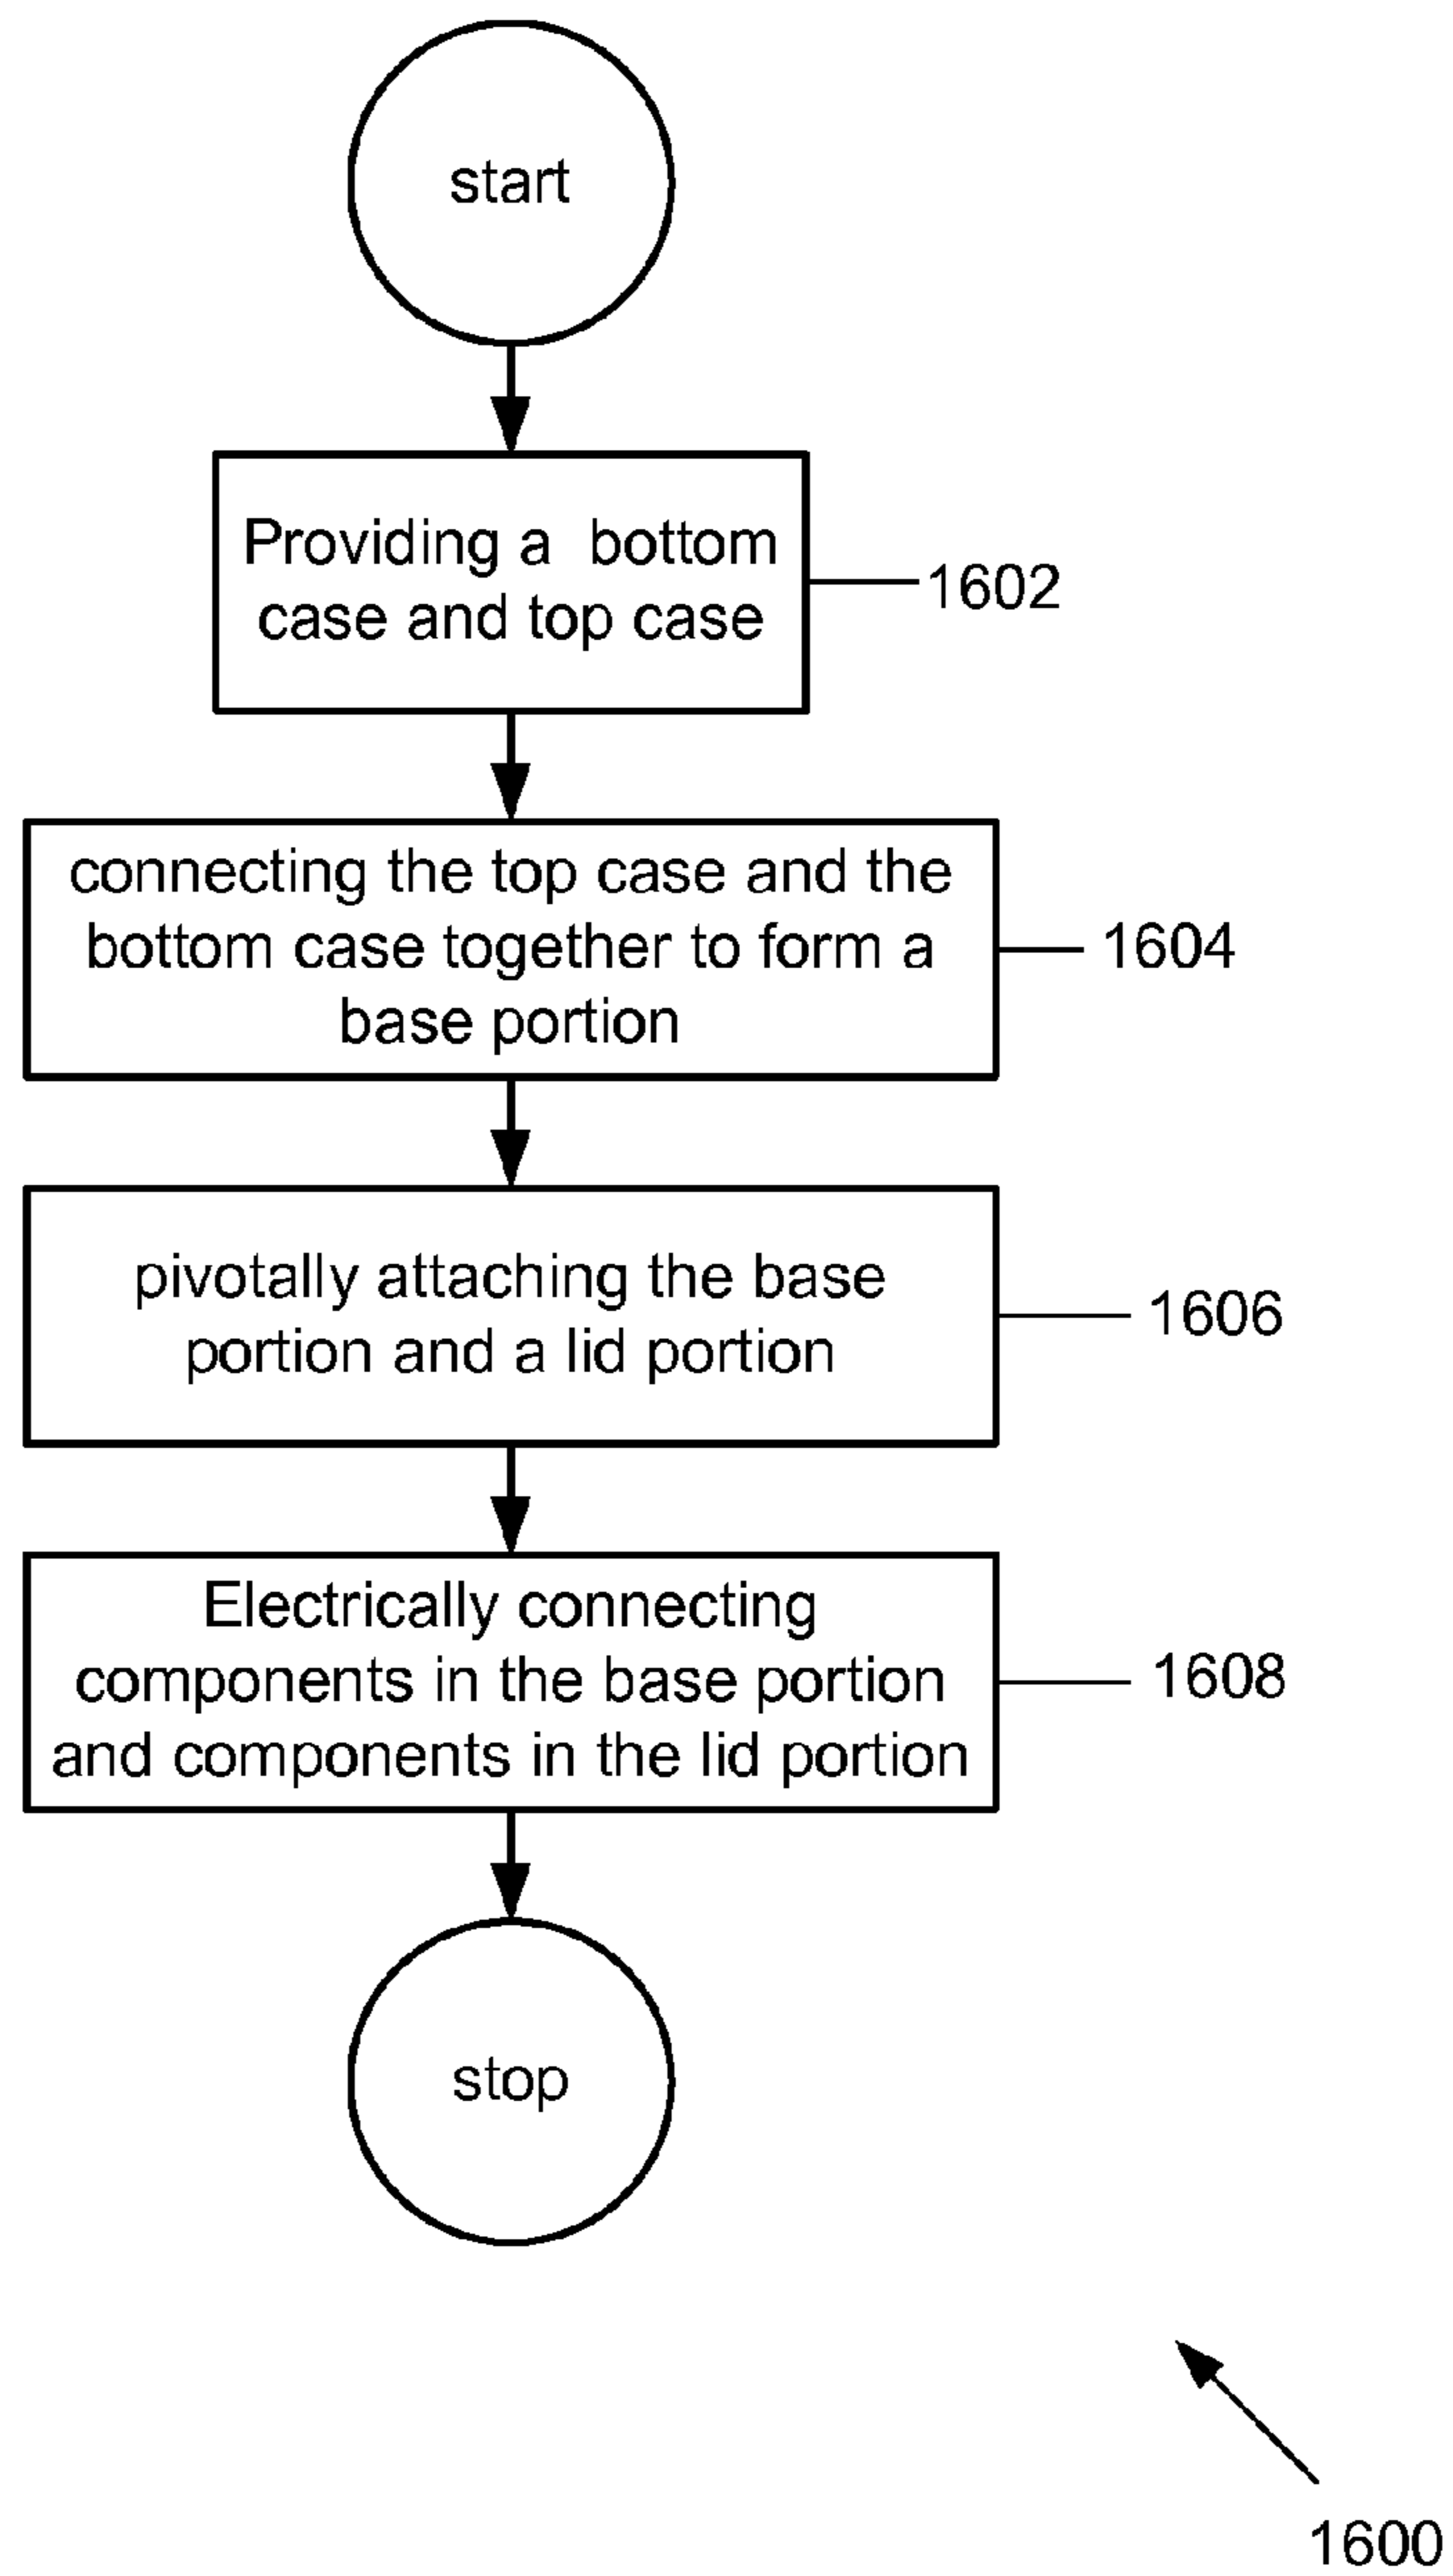 start
Providing a bottom
case and top case
1602
connecting the top case and the
bottom case together to form a
base portion
1604
pivotally attaching the base
portion and a lid portion
1606
Electrically connecting
components in the base portion
and components in the lid portion
1608
stop
1600